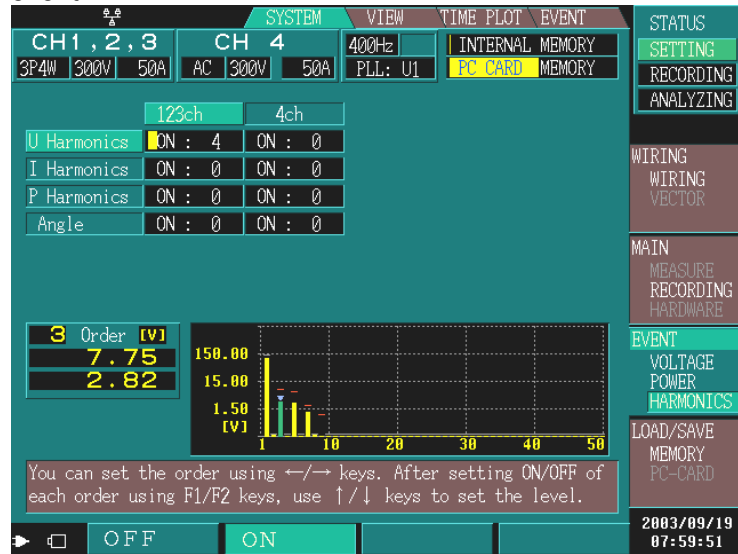 SYSTEM VIEW TIME PLOT EVENT
CH1,2,3 CH 4 400Hz INTERNAL MEMORY
3P4W 300V 50A AC 300V 50A PLL: U1 PC CARD MEMORY
123ch 4ch
U Harmonics ON : 4 ON : 0
I Harmonics ON : 0 ON : 0
P Harmonics ON : 0 ON : 0
Angle ON : 0 ON : 0
3 Order [V]
7.75
2.82
150.00
15.00
1.50
[V]
1 10 20 30 40 50
You can set the order using ←/→ keys. After setting ON/OFF of
each order using F1/F2 keys, use ↑/↓ keys to set the level.
OFF ON
STATUS
SETTING
RECORDING
ANALYZING
WIRING
WIRING
VECTOR
MAIN
MEASURE
RECORDING
HARDWARE
EVENT
VOLTAGE
POWER
HARMONICS
LOAD/SAVE
MEMORY
PC-CARD
2003/09/19
07:59:51